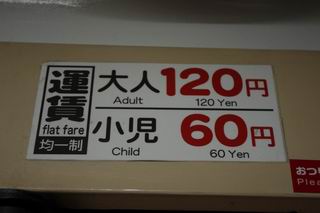 運賃
flat fare
均一制
大人 120円
Adult 120 Yen
小児 60円
Child 60 Yen
おつ
Plea